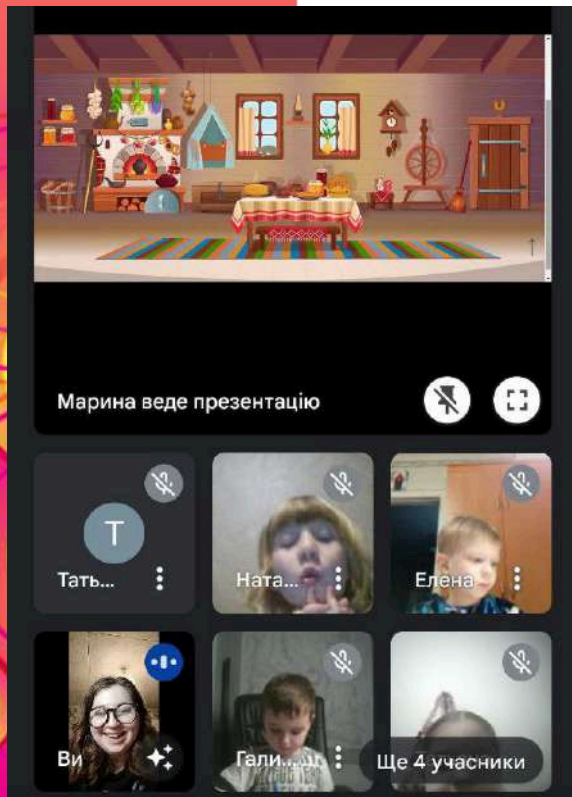 Марина веде презентацію
Т
Тать...
Ната...
Елена
Ви
Гали...
Ще 4 учасники